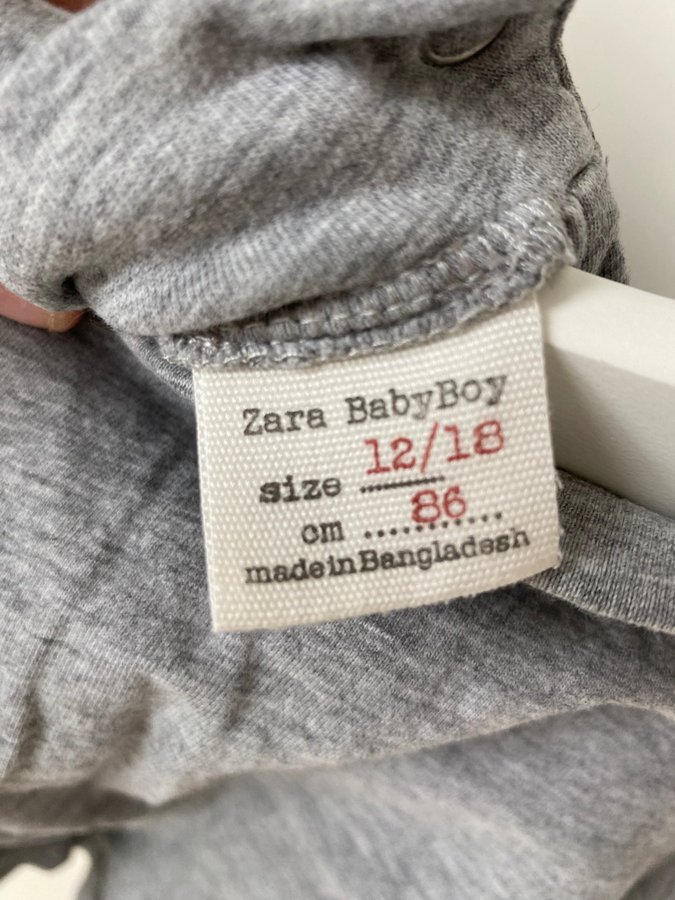 Zara BabyBoy
size 12/18
cm 86
madeinBangladesh